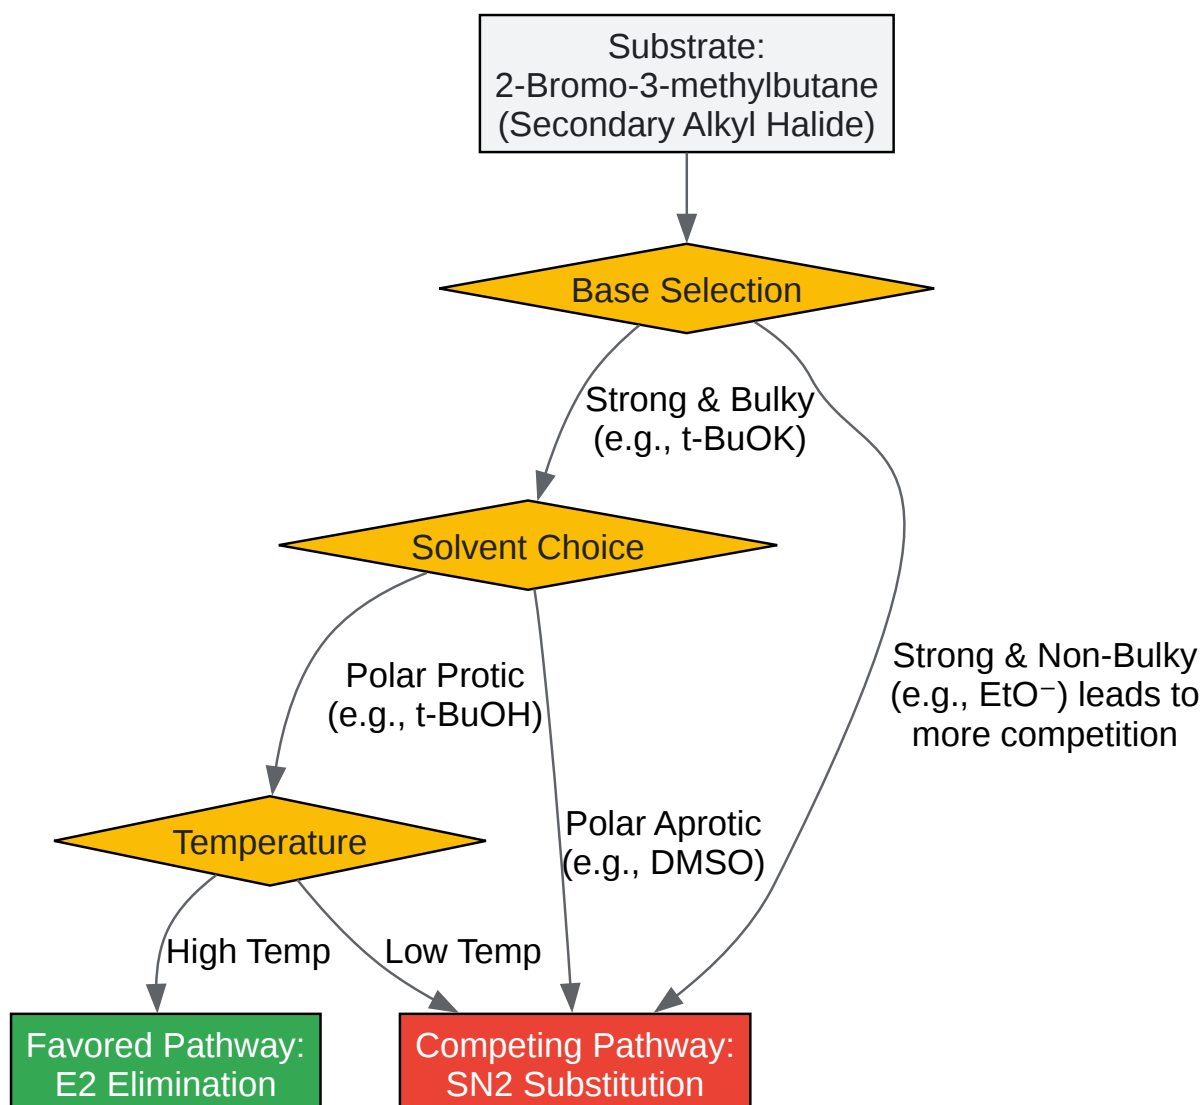 Substrate:
2-Bromo-3-methylbutane
(Secondary Alkyl Halide)
Base Selection
Strong & Bulky
(e.g., t-BuOK)
Solvent Choice
Strong & Non-Bulky
(e.g., EtO⁻) leads to
more competition
Polar Protic
(e.g., t-BuOH)
Polar Aprotic
(e.g., DMSO)
Temperature
High Temp
Low Temp
Favored Pathway:
E2 Elimination
Competing Pathway:
SN2 Substitution